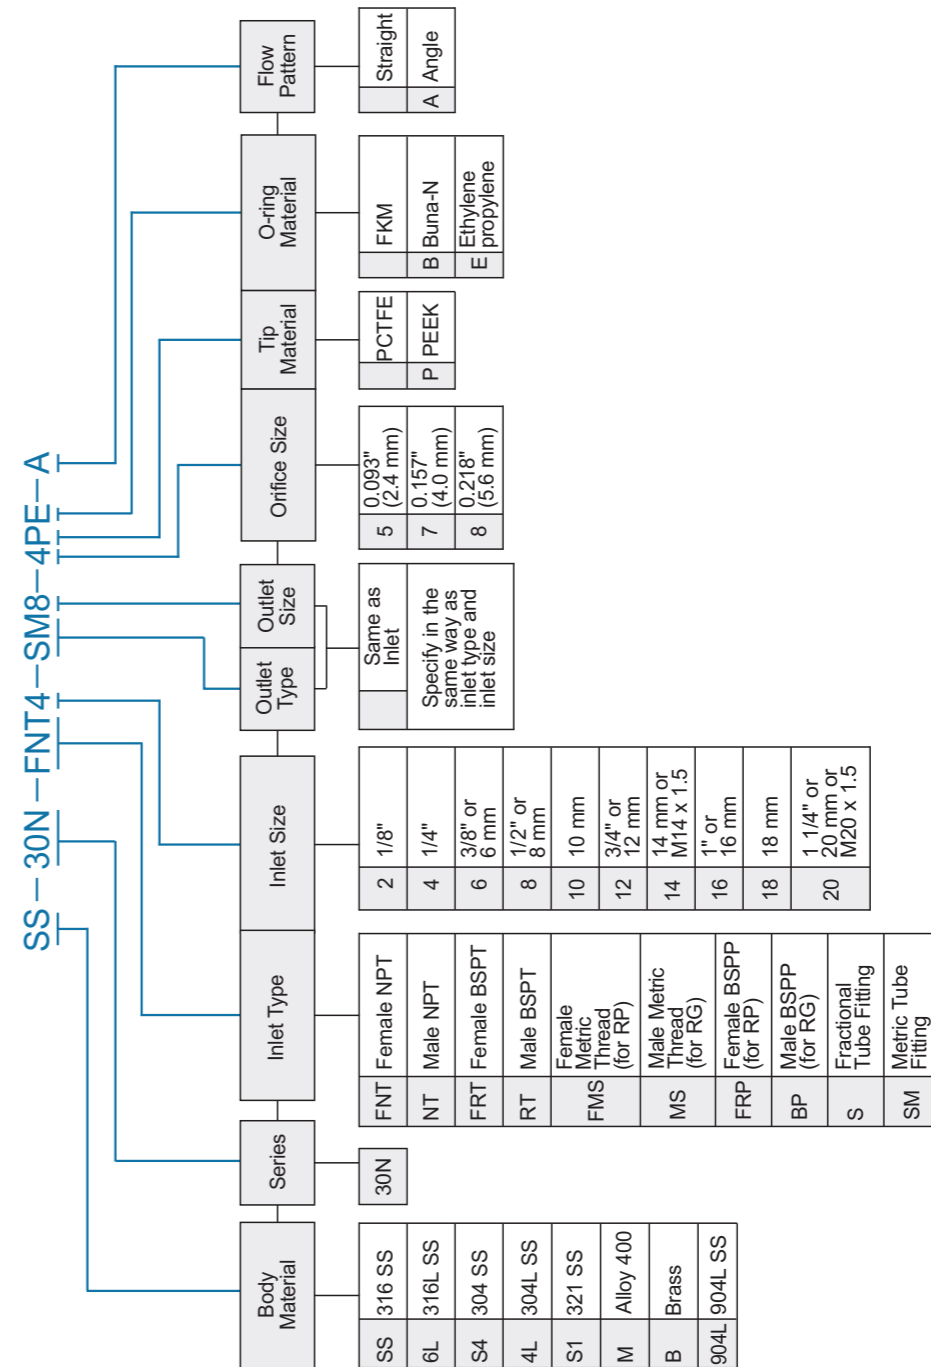 SS — 30N — FNT4 — SM8 — 4PE — A
Body
Material
SS 316 SS
6L 316L SS
S4 304 SS
4L 304L SS
S1 321 SS
M Alloy 400
B Brass
904L 904L SS
Series
30N
Inlet Type
FNT Female NPT
NT Male NPT
FRT Female BSPT
RT Male BSPT
FMS Female
Metric
Thread
(for RP)
MS Male Metric
Thread
(for RG)
FRP Female BSPP
(for RP)
BP Male BSPP
(for RG)
S Fractional
Tube Fitting
SM Metric Tube
Fitting
Inlet Size
2 1/8"
4 1/4"
6 3/8" or
6 mm
8 1/2" or
8 mm
10 10 mm
12 3/4" or
12 mm
14 14 mm or
M14 x 1.5
16 1" or
16 mm
18 18 mm
20 1 1/4" or
20 mm or
M20 x 1.5
Outlet
Type
Outlet
Size
Same as
Inlet
Specify in the
same way as
inlet type and
inlet size
Orifice Size
5 0.093"
(2.4 mm)
7 0.157"
(4.0 mm)
8 0.218"
(5.6 mm)
Tip
Material
PCTFE
P PEEK
O-ring
Material
FKM
B Buna-N
E Ethylene
propylene
Flow
Pattern
Straight
A Angle